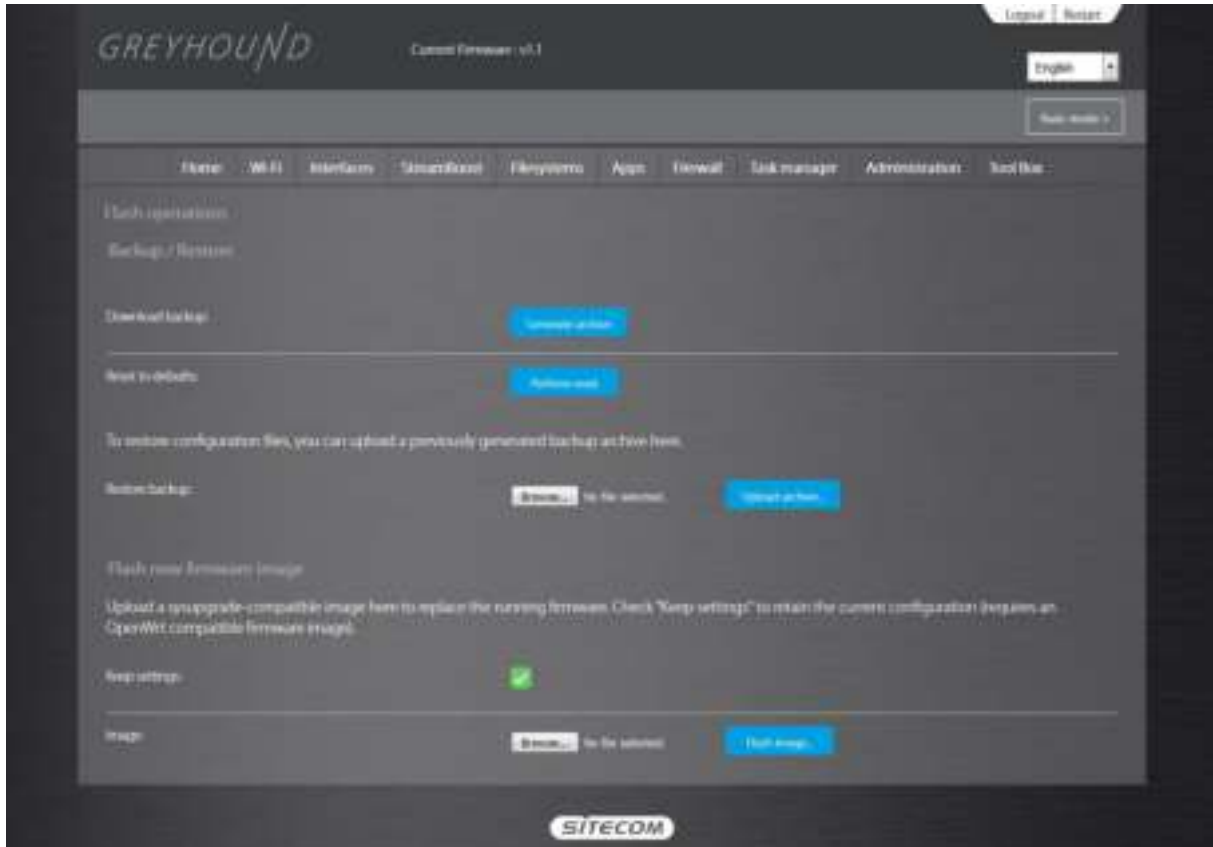 Logout Restart
GREYHOUND
Current Firmware : v1.1
English
Basic mode >
Home Wi-Fi Interfaces StreamBoost Filesystems Apps Firewall Task manager Administration Tool Box
Flash operations
Backup / Restore
Download backup:
Generate archive
Reset to defaults:
Perform reset
To restore configuration files, you can upload a previously generated backup archive here.
Restore backup:
Browse... No file selected.
Upload archive...
Flash new firmware image
Upload a sysupgrade-compatible image here to replace the running firmware. Check "Keep settings" to retain the current configuration (requires an
OpenWrt compatible firmware image).
Keep settings:
Image:
Browse... No file selected.
Flash image...
SITECOM